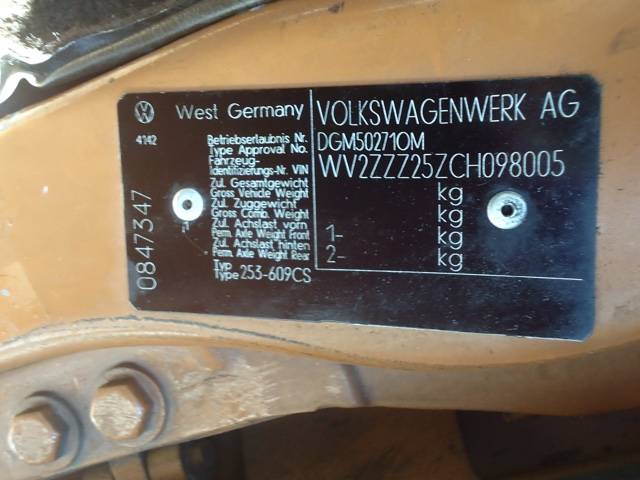 West Germany VOLKSWAGENWERK AG
4142 Betriebserlaubnis Nr. DGM502710M
Type Approval No.
Fahrzeug- WV2ZZZ25ZCH098005
Identifizierungs-Nr. VIN
Zul. Gesamtgewicht kg
Gross Vehicle Weight
Zul. Zuggewicht kg
Gross Comb. Weight
Zul. Achslast vorn 1- kg
Perm. Axle Weight Front
Zul. Achslast hinten 2- kg
Perm. Axle Weight Rear
Typ
Type 253-609CS
0847347